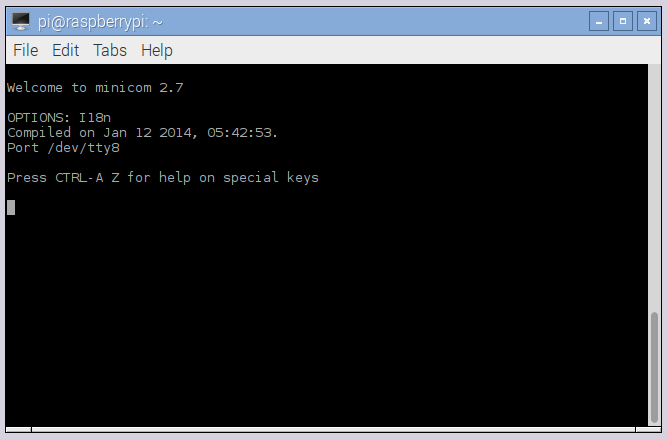 pi@raspberrypi: ~
File Edit Tabs Help
Welcome to minicom 2.7
OPTIONS: I18n
Compiled on Jan 12 2014, 05:42:53.
Port /dev/tty8
Press CTRL-A Z for help on special keys